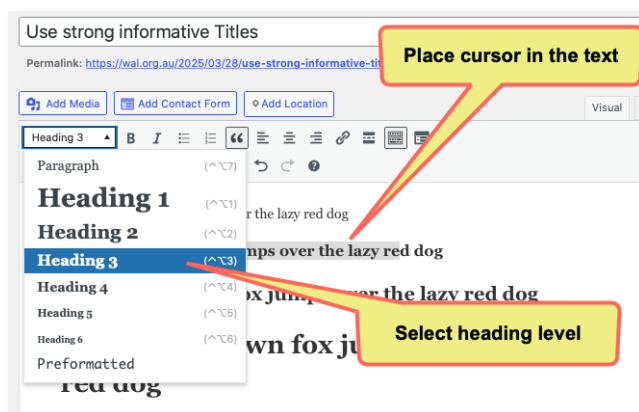 Use strong informative Titles
Place cursor in the text
Permalink: https://wal.org.au/2025/03/28/use-strong-informative-tit
Add Media
Add Contact Form
Add Location
Visual
Heading 3
B I
Paragraph (^⌥7)
Heading 1 (^⌥1)
r the lazy red dog
Heading 2 (^⌥2)
mps over the lazy red dog
Heading 3 (^⌥3)
Heading 4 (^⌥4)
ox jum er the lazy red dog
Heading 5 (^⌥5)
Select heading level
Heading 6 (^⌥6)
wn fox ju
Preformatted
red dog